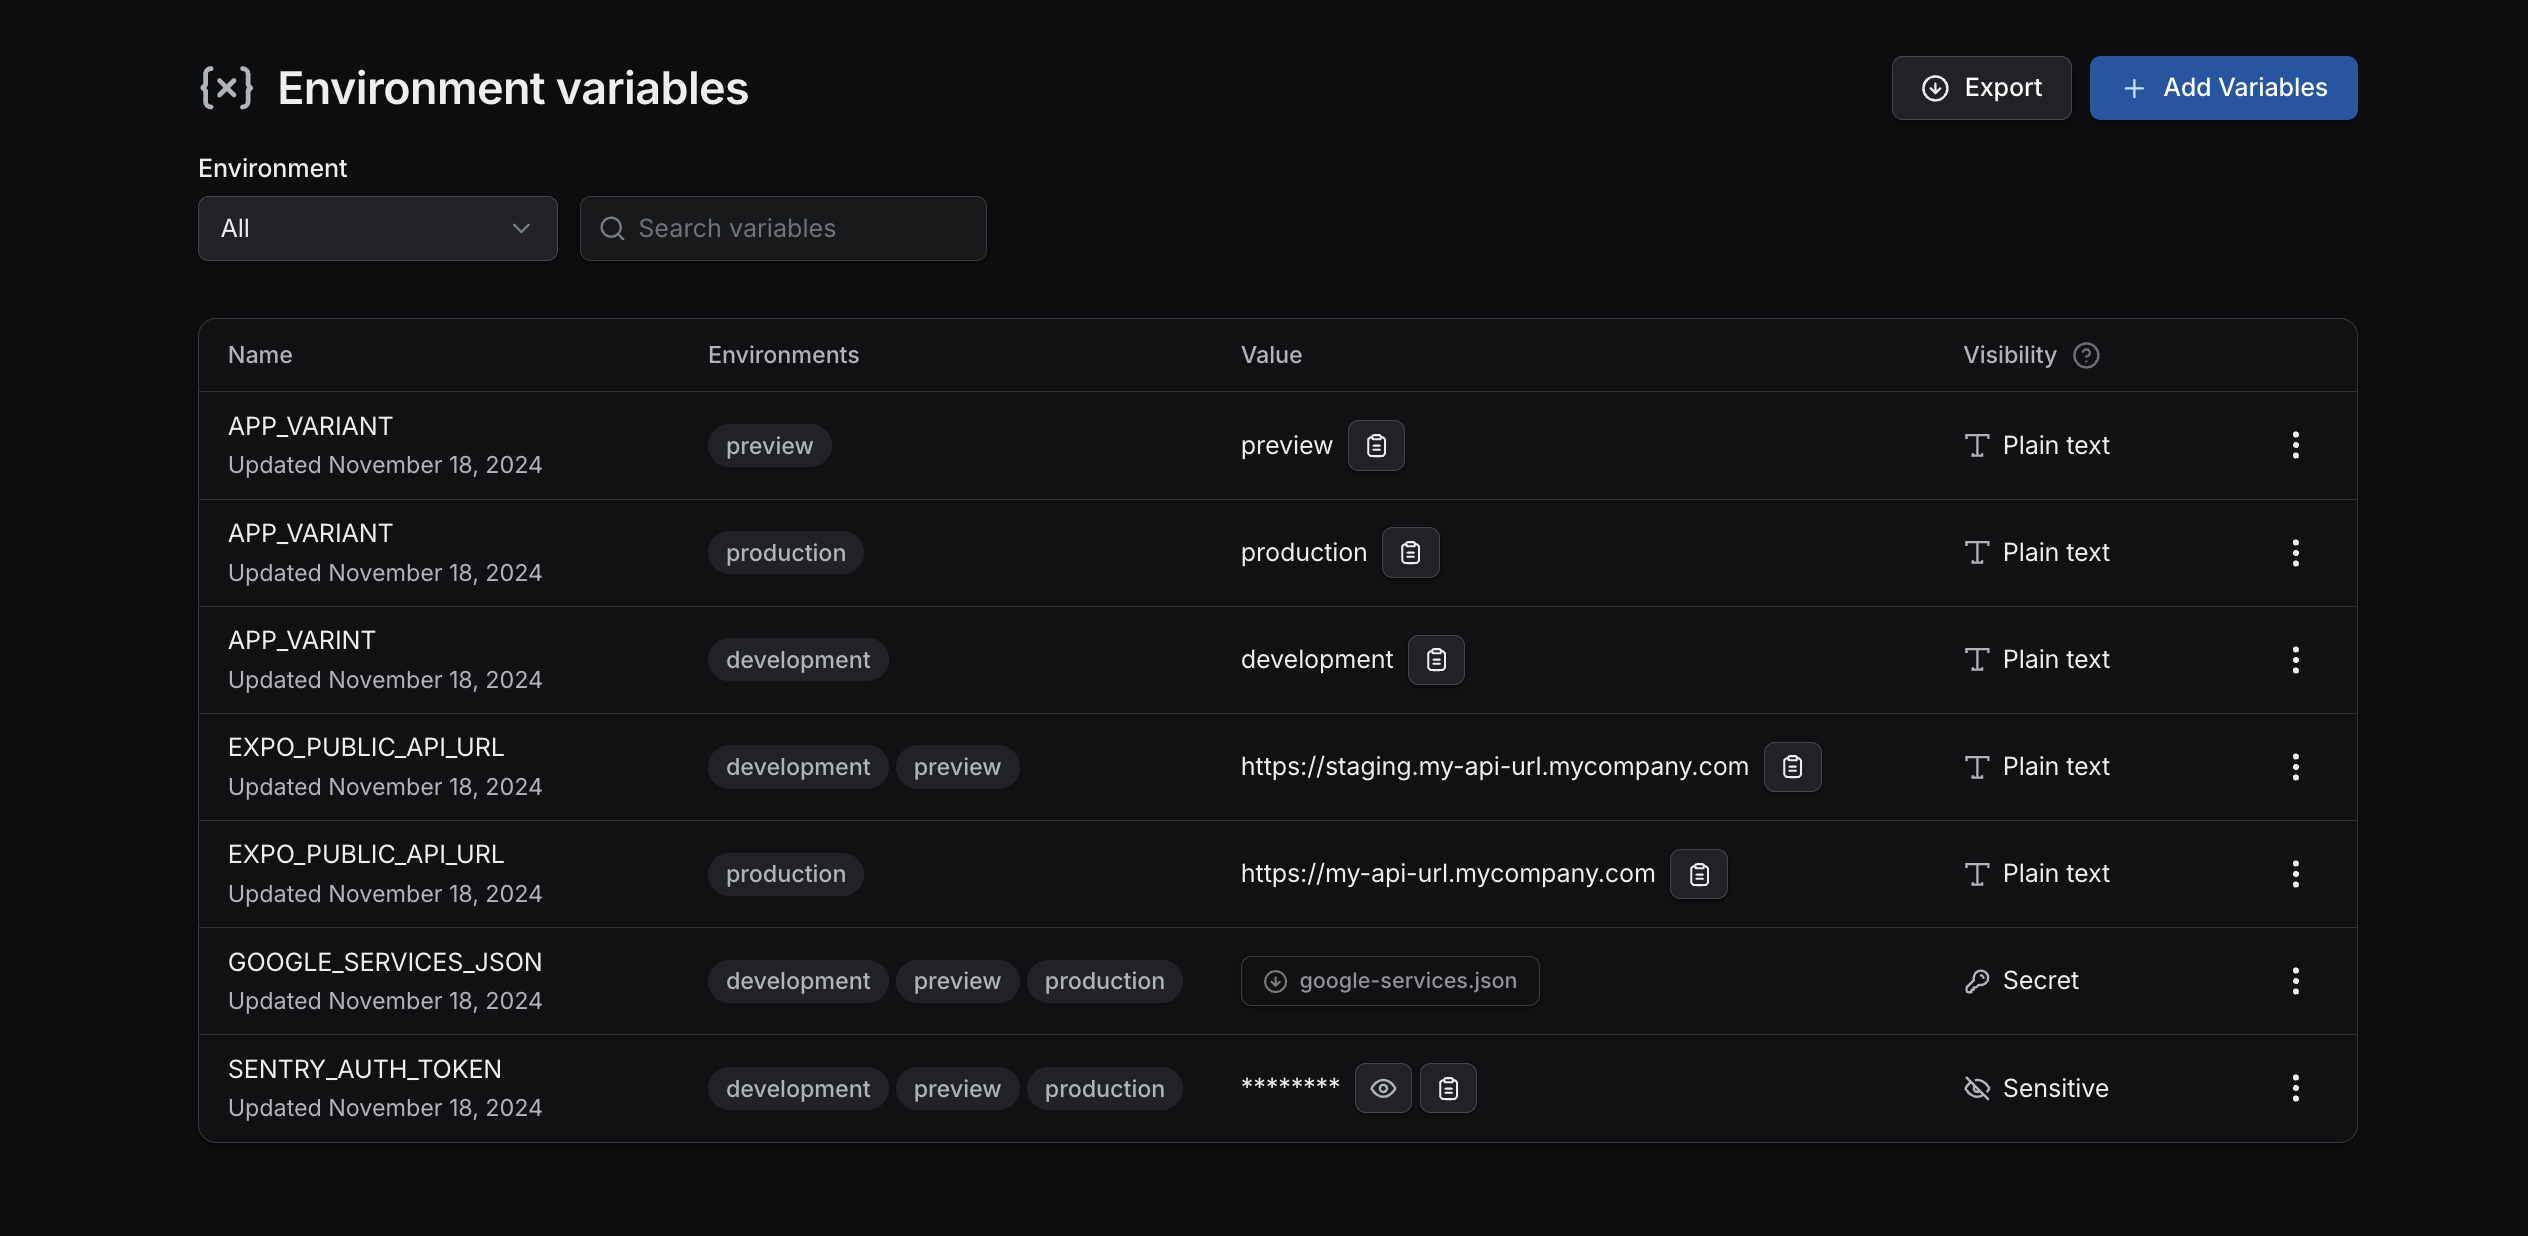 Environment variables
Export
Add Variables
Environment
All
Search variables
Name Environments Value Visibility
APP_VARIANT
Updated November 18, 2024
preview
preview
Plain text
APP_VARIANT
Updated November 18, 2024
production
production
Plain text
APP_VARINT
Updated November 18, 2024
development
development
Plain text
EXPO_PUBLIC_API_URL
Updated November 18, 2024
development preview
https://staging.my-api-url.mycompany.com
Plain text
EXPO_PUBLIC_API_URL
Updated November 18, 2024
production
https://my-api-url.mycompany.com
Plain text
GOOGLE_SERVICES_JSON
Updated November 18, 2024
development preview production
google-services.json
Secret
SENTRY_AUTH_TOKEN
Updated November 18, 2024
development preview production
********
Sensitive